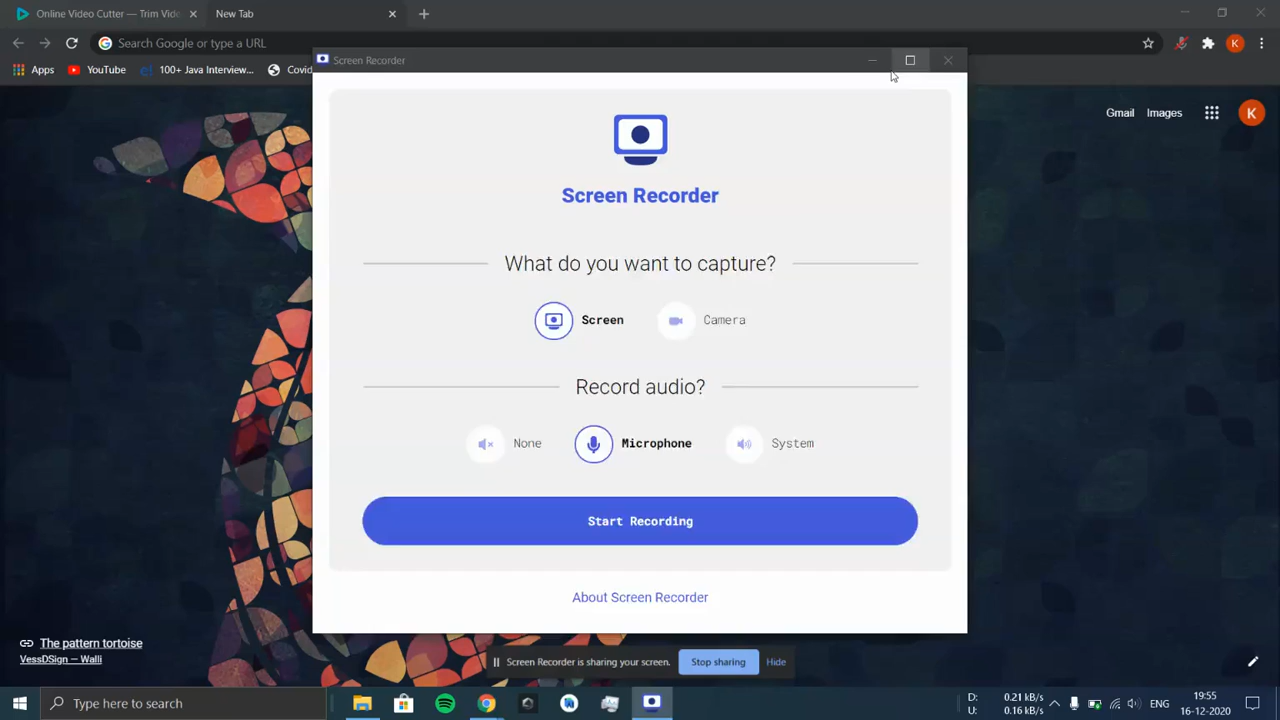 Online Video Cutter — Trim Vide
New Tab
Search Google or type a URL
K
Apps
YouTube
100+ Java Interview...
Covid
Screen Recorder
Gmail
Images
K
Screen Recorder
What do you want to capture?
Screen
Camera
Record audio?
None
Microphone
System
Start Recording
About Screen Recorder
The pattern tortoise
VessDSign — Walli
Screen Recorder is sharing your screen.
Stop sharing
Hide
Type here to search
D: 0.21 kB/s
U: 0.16 kB/s
ENG
19:55
16-12-2020